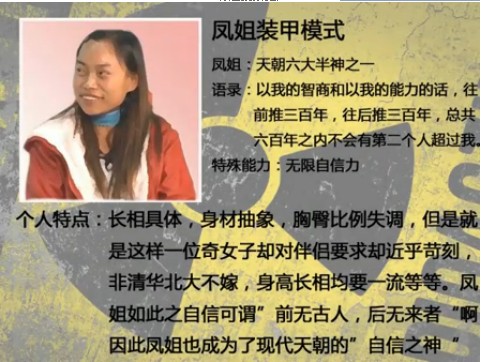 凤姐装甲模式
凤姐：天朝六大半神之一
语录：以我的智商和以我的能力的话，往
前推三百年，往后推三百年，总共
六百年之内不会有第二个人超过我。
特殊能力：无限自信力
个人特点：长相具体，身材抽象，胸臀比例失调，但是就
是这样一位奇女子却对伴侣要求却近乎苛刻，
非清华北大不嫁，身高长相均要一流等等。凤
姐如此之自信可谓"前无古人，后无来者"啊
因此凤姐也成为了现代天朝的"自信之神"